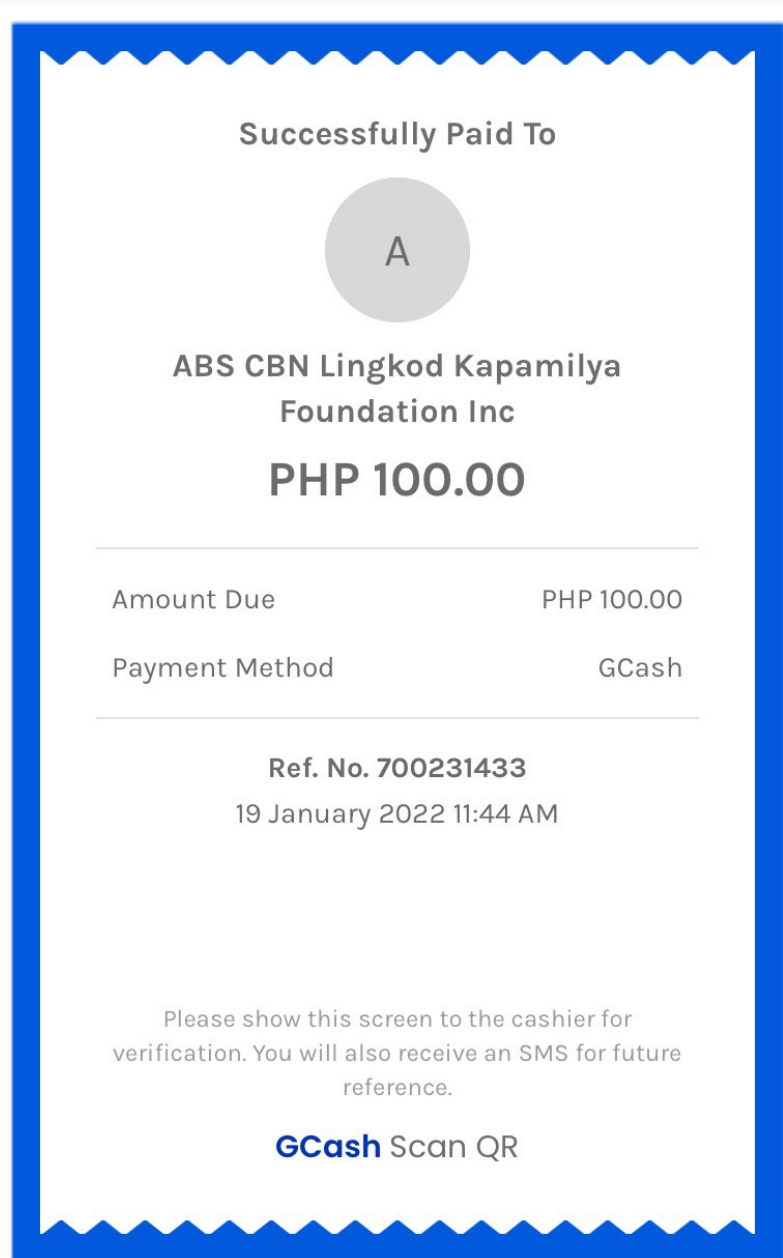 Successfully Paid To
A
ABS CBN Lingkod Kapamilya
Foundation Inc
PHP 100.00
Amount Due PHP 100.00
Payment Method GCash
Ref. No. 700231433
19 January 2022 11:44 AM
Please show this screen to the cashier for
verification. You will also receive an SMS for future
reference.
GCash Scan QR